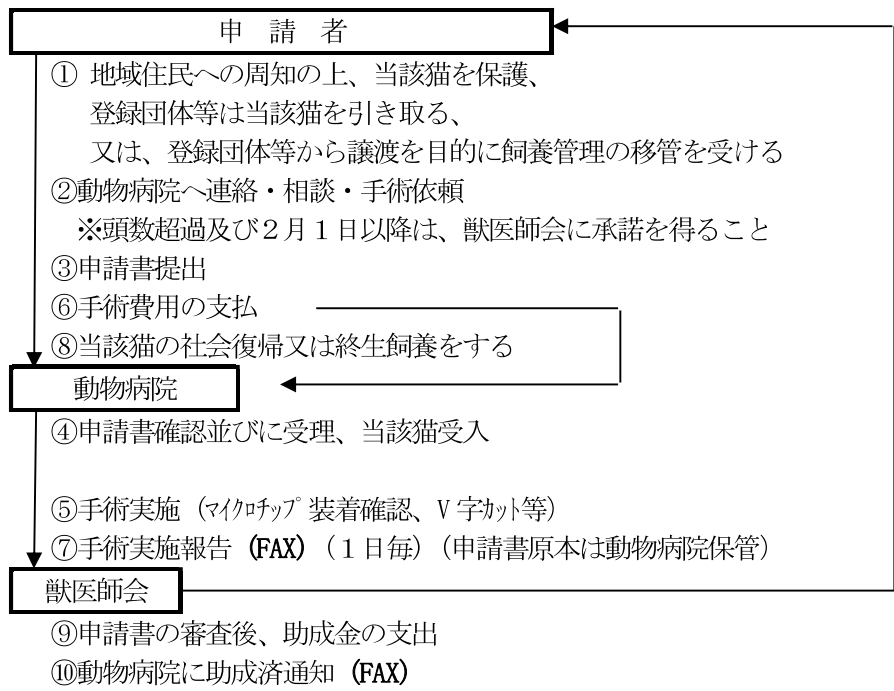 申 請 者
① 地域住民への周知の上、当該猫を保護、
登録団体等は当該猫を引き取る、
又は、登録団体等から譲渡を目的に飼養管理の移管を受ける
②動物病院へ連絡・相談・手術依頼
※頭数超過及び２月１日以降は、獣医師会に承諾を得ること
③申請書提出
⑥手術費用の支払
⑧当該猫の社会復帰又は終生飼養をする
動物病院
④申請書確認並びに受理、当該猫受入
⑤手術実施（ﾏｲｸﾛﾁｯﾌﾟ装着確認、V字ｶｯﾄ等）
⑦手術実施報告（FAX）（１日毎）（申請書原本は動物病院保管）
獣医師会
⑨申請書の審査後、助成金の支出
⑩動物病院に助成済通知（FAX）